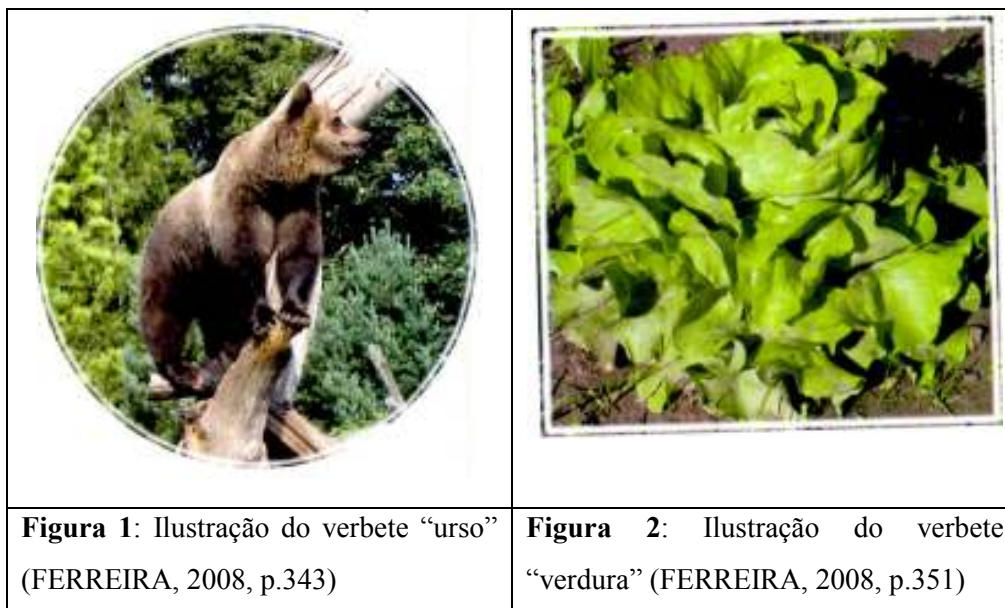 Figura 1: Ilustração do verbete “urso”
(FERREIRA, 2008, p.343)
Figura 2: Ilustração do verbete
“verdura” (FERREIRA, 2008, p.351)